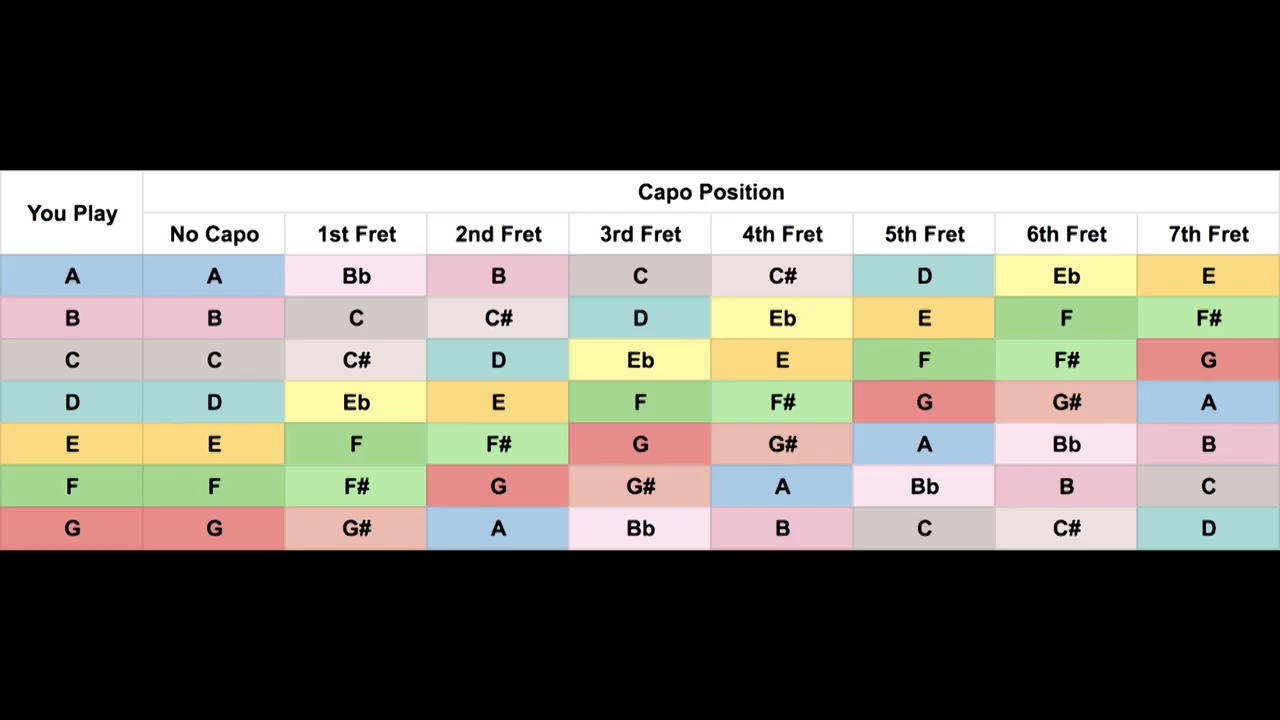 Capo Position
You Play
No Capo 1st Fret 2nd Fret 3rd Fret 4th Fret 5th Fret 6th Fret 7th Fret
A A Bb B C C# D Eb E
B B C C# D Eb E F F#
C C C# D Eb E F F# G
D D Eb E F F# G G# A
E E F F# G G# A Bb B
F F F# G G# A Bb B C
G G G# A Bb B C C# D